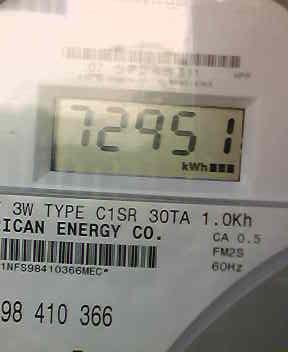 72951
kWh
3W TYPE C1SR 30TA 1.0Kh
RICAN ENERGY CO.
CA 0.5
FM2S
1NFS98410366MEC*
60Hz
98 410 366